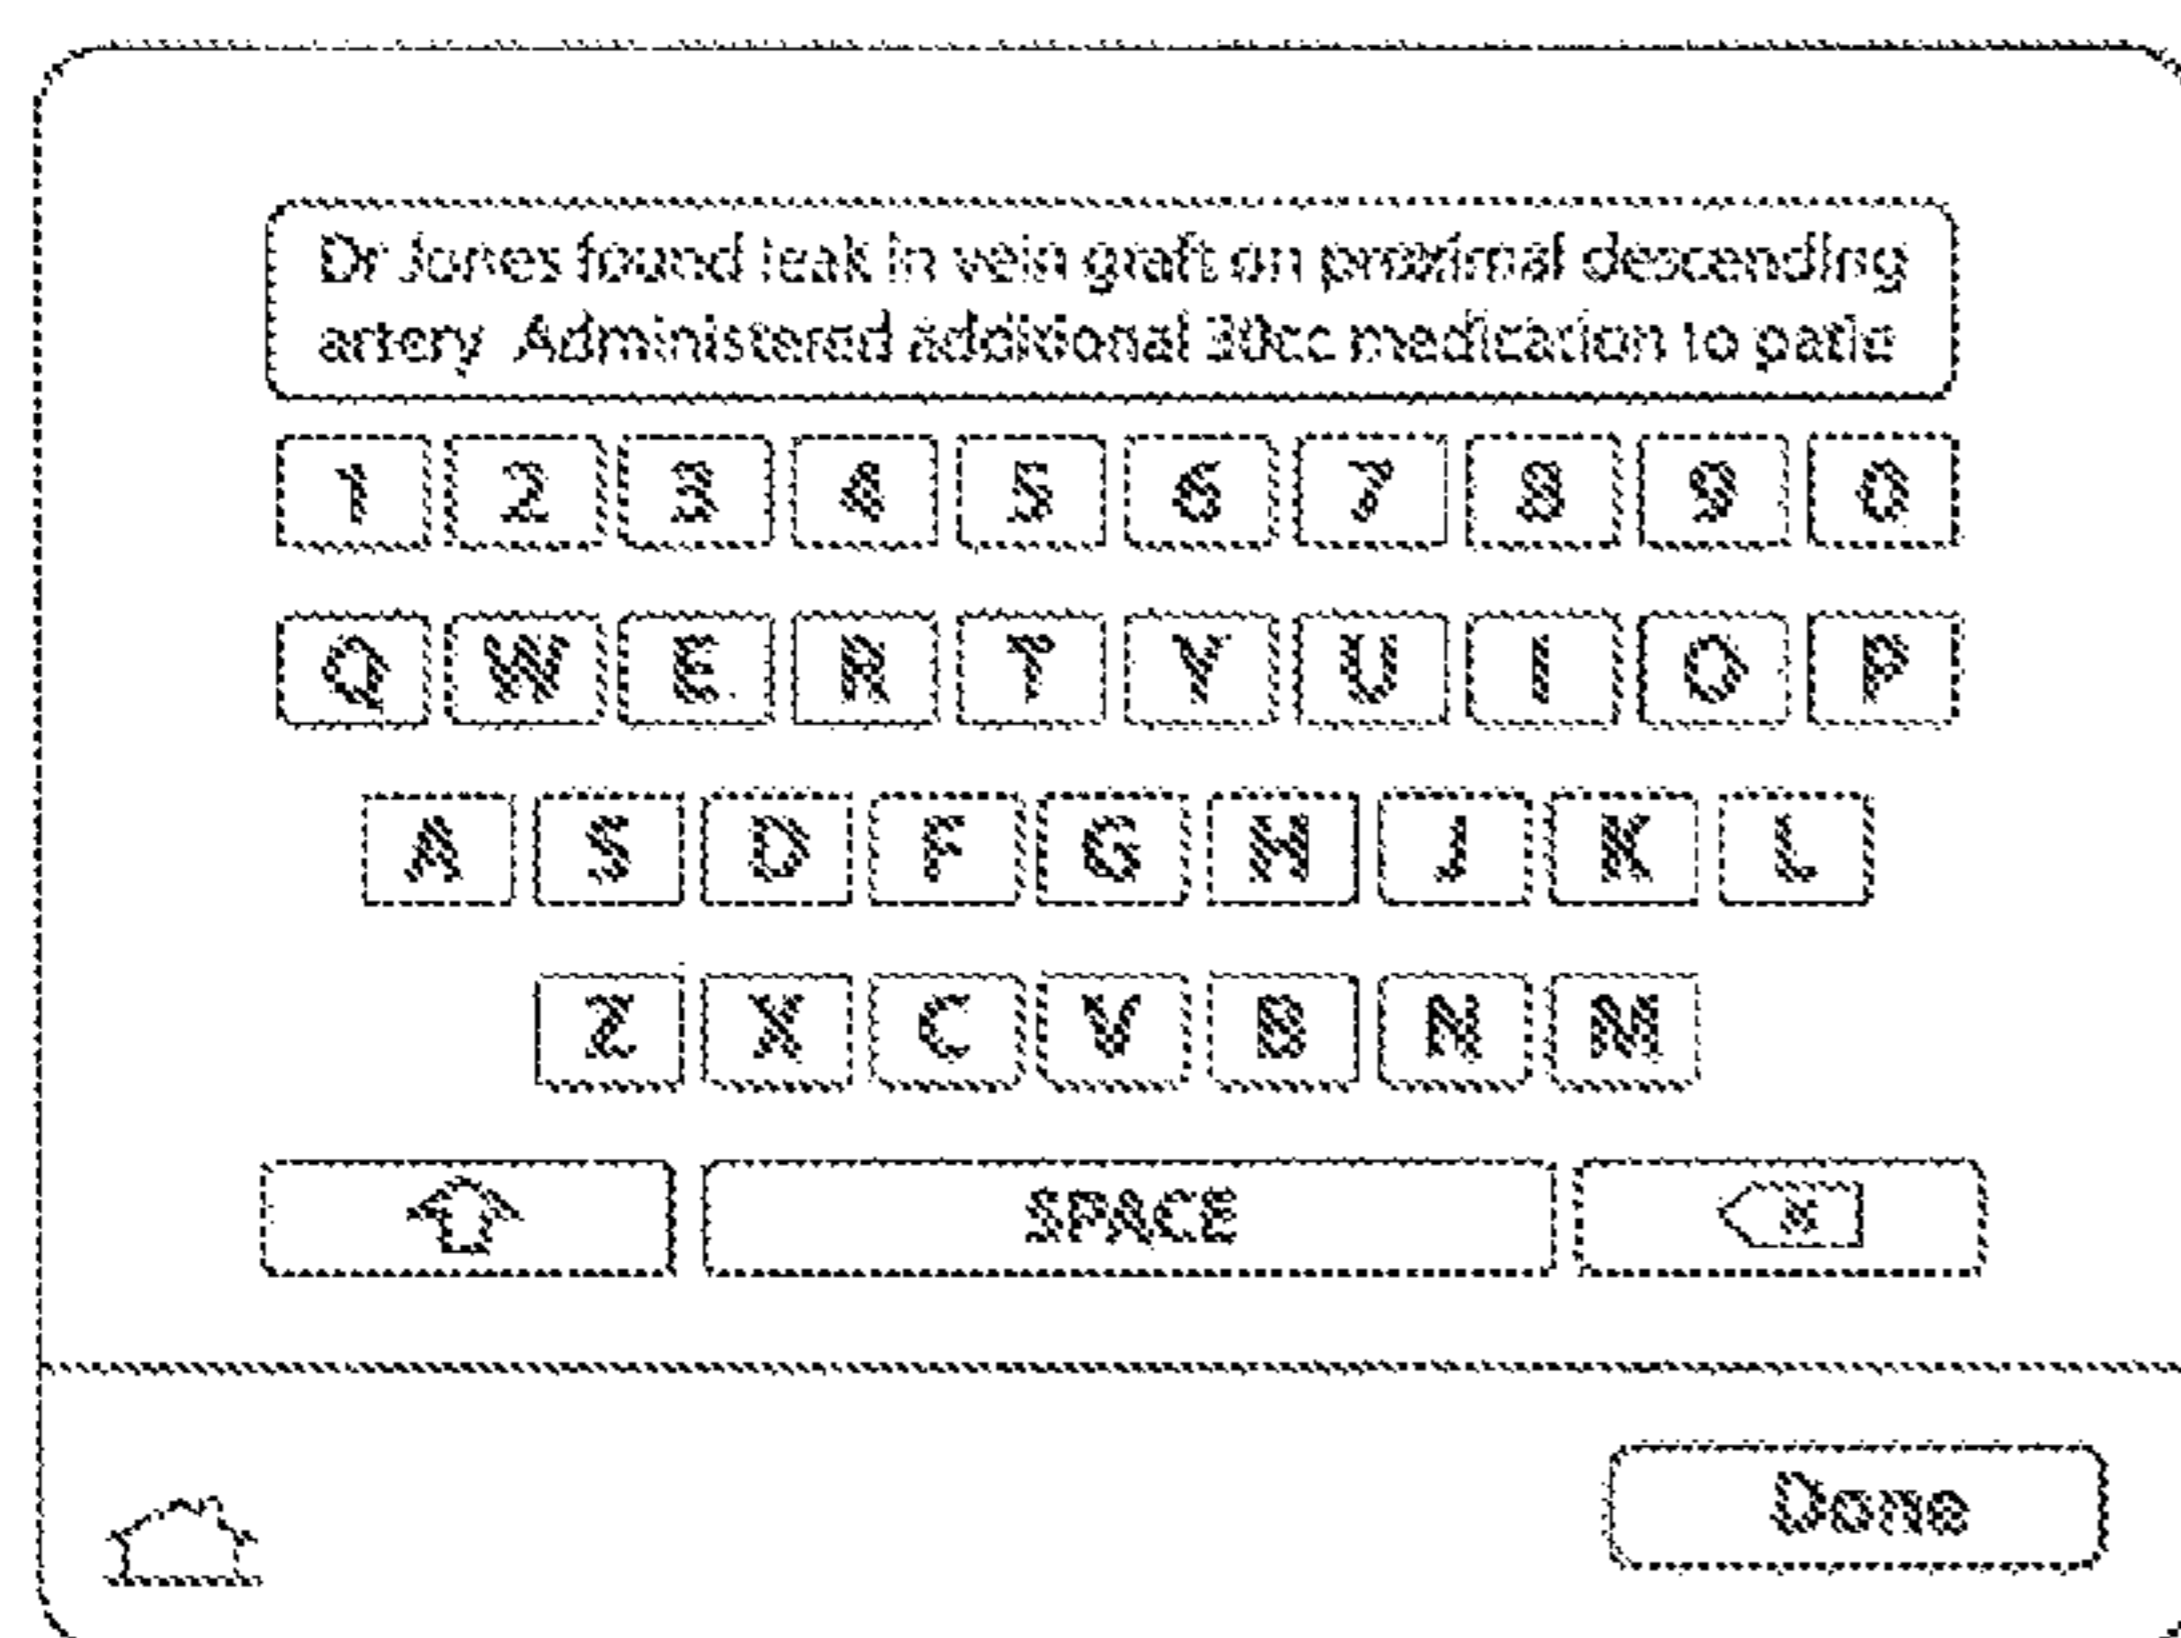 Dr Jones found leak in vein graft on proximal descending
artery Administered additional 30cc medication to patie
1 2 3 4 5 6 7 8 9 0
Q W E R T Y U I O P
A S D F G H J K L
Z X C V B N M
SPACE
Done